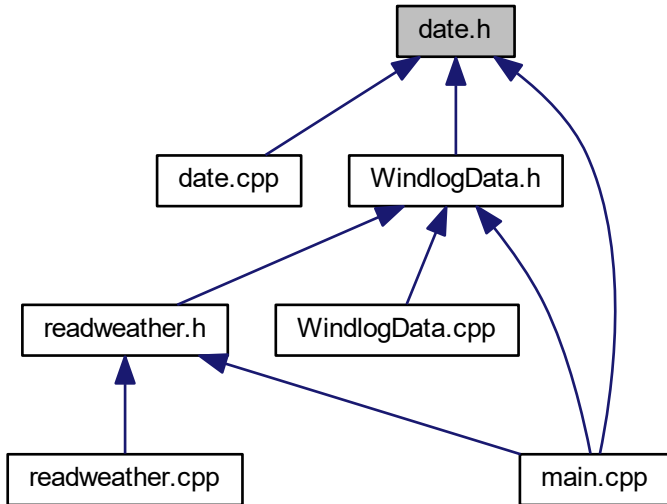 date.h
date.cpp
WindlogData.h
readweather.h
WindlogData.cpp
readweather.cpp
main.cpp